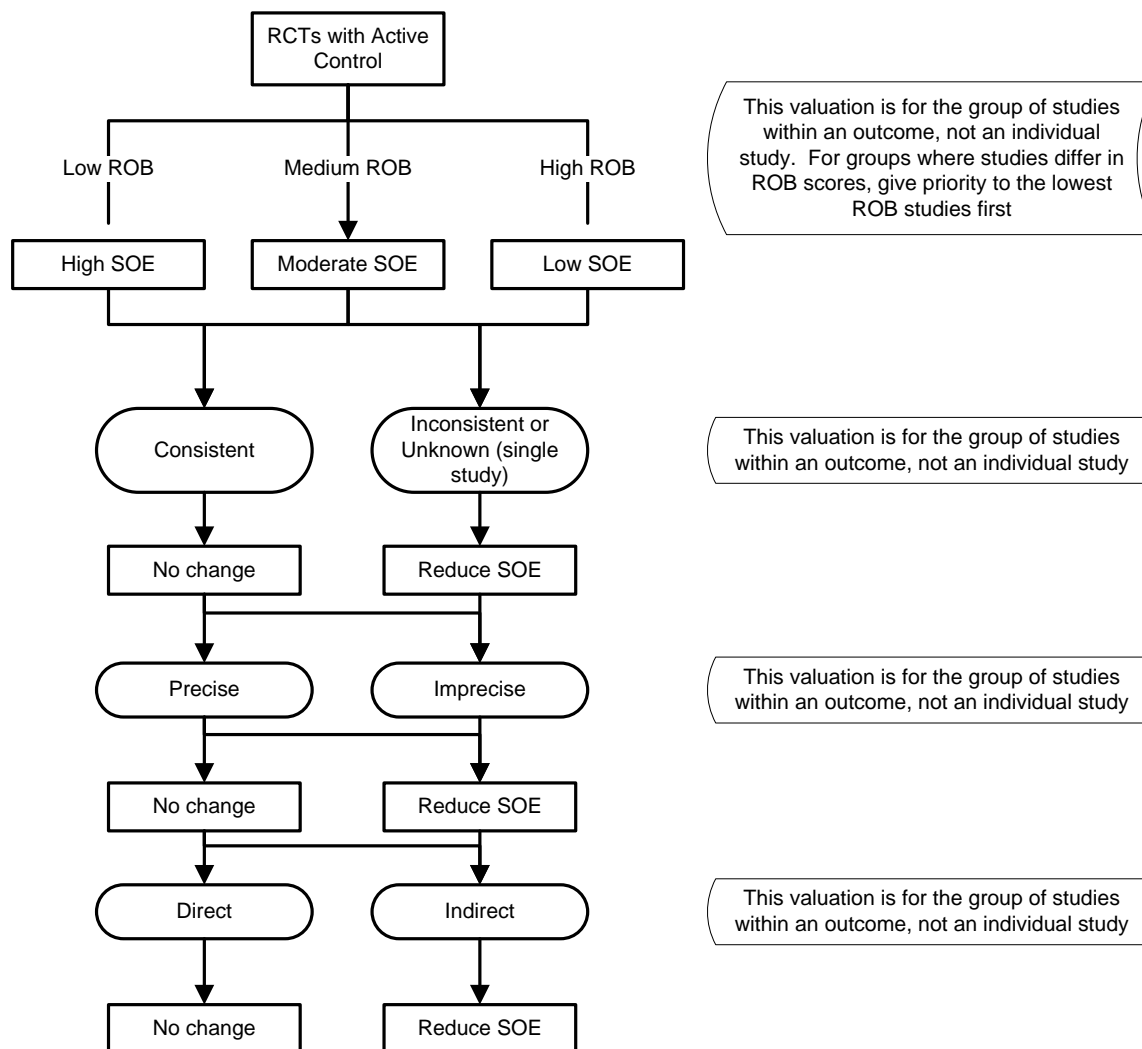 RCTs with Active
Control
This valuation is for the group of studies
within an outcome, not an individual
study.  For groups where studies differ in
ROB scores, give priority to the lowest
ROB studies first
Low ROB
Medium ROB
High ROB
High SOE
Moderate SOE
Low SOE
Consistent
Inconsistent or
Unknown (single
study)
This valuation is for the group of studies
within an outcome, not an individual study
No change
Reduce SOE
Precise
Imprecise
This valuation is for the group of studies
within an outcome, not an individual study
No change
Reduce SOE
Direct
Indirect
This valuation is for the group of studies
within an outcome, not an individual study
No change
Reduce SOE